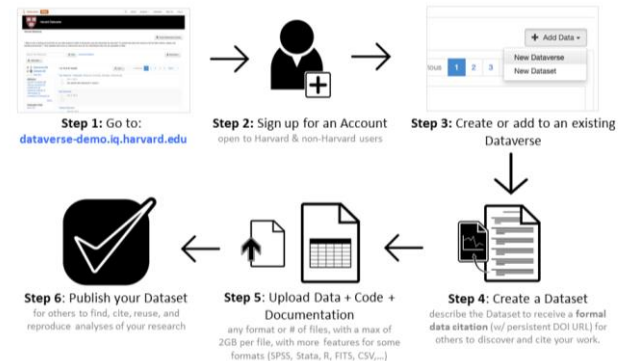 Step 1: Go to:
dataverse-demo.iq.harvard.edu
Step 2: Sign up for an Account
open to Harvard & non-Harvard users
+ Add Data
New Dataverse
New Dataset
1 2 3
Step 3: Create or add to an existing
Dataverse
Step 6: Publish your Dataset
for others to find, cite, reuse, and
reproduce analyses of your research
Step 5: Upload Data + Code +
Documentation
any format or # of files, with a max of
2GB per file, with more features for some
formats (SPSS, Stata, R, FITS, CSV,...)
Step 4: Create a Dataset
describe the Dataset to receive a formal
data citation (w/ persistent DOI URL) for
others to discover and cite your work.